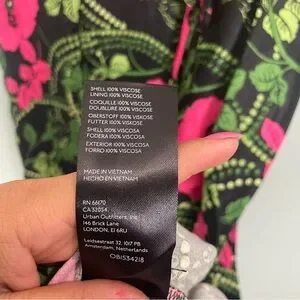 SHELL 100% VISCOSE
LINING 100% VISCOSE
COQUILLE 100% VISCOSE
DOUBLURE 100% VISCOSE
OBERSTOFF 100% VISKOSE
FUTTER 100% VISKOSE
SHELL 100% VISCOSA
FODERA 100% VISCOSA
EXTERIOR 100% VISCOSA
FORRO 100% VISCOSA
MADE IN VIETNAM
HECHO EN VIETNAM
RN 66170
CA 32054
Urban Outfitters, Inc
146 Brick Lane
LONDON, E1 6RU
Leidsestraat 32, 1017 PB
Amsterdam, Netherlands
OB1534218